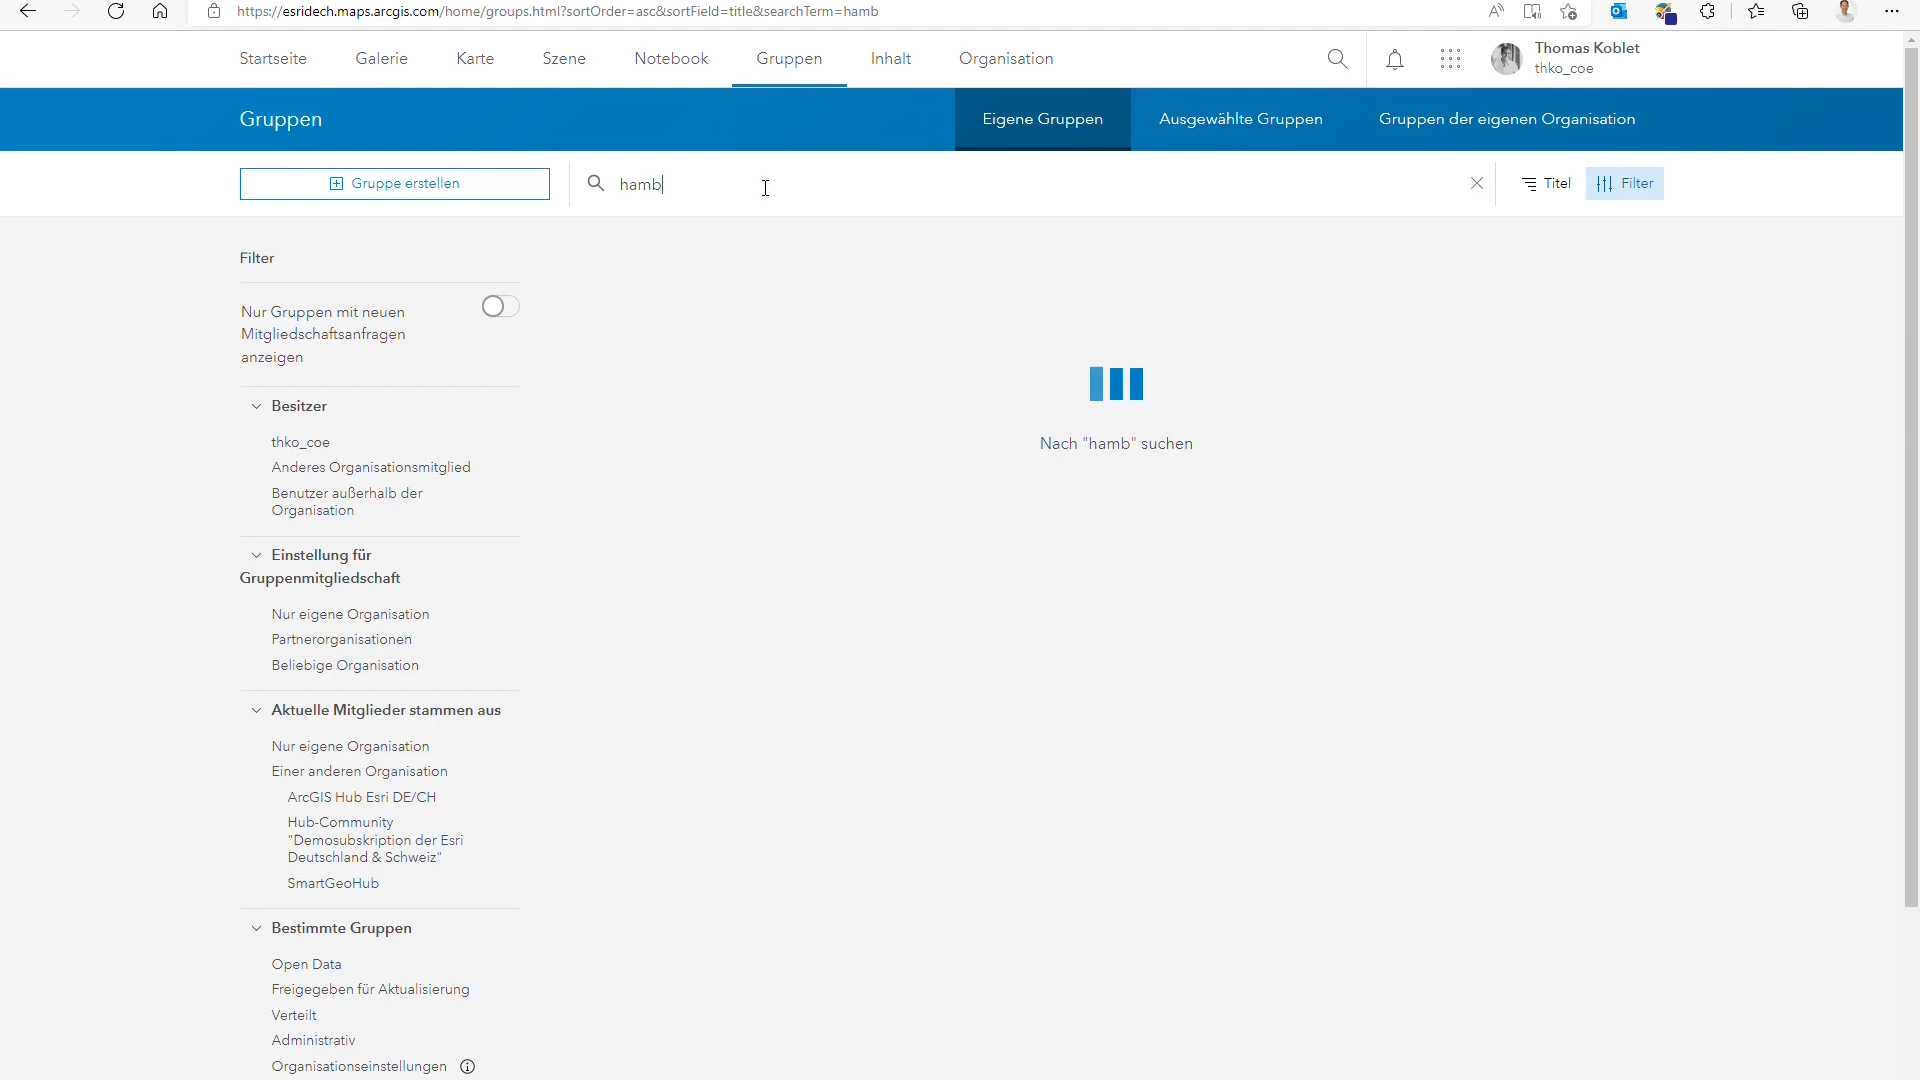 https://esridech.maps.arcgis.com/home/groups.html?sortOrder=asc&sortField=title&searchTerm=hamb
Startseite Galerie Karte Szene Notebook Gruppen Inhalt Organisation
Thomas Koblet
thko_coe
Gruppen Eigene Gruppen Ausgewählte Gruppen Gruppen der eigenen Organisation
Gruppe erstellen hamb Titel Filter
Filter
Nur Gruppen mit neuen
Mitgliedschaftsanfragen
anzeigen
Besitzer
thko_coe
Anderes Organisationsmitglied
Benutzer außerhalb der
Organisation
Einstellung für
Gruppenmitgliedschaft
Nur eigene Organisation
Partnerorganisationen
Beliebige Organisation
Aktuelle Mitglieder stammen aus
Nur eigene Organisation
Einer anderen Organisation
ArcGIS Hub Esri DE/CH
Hub-Community
"Demosubskription der Esri
Deutschland & Schweiz"
SmartGeoHub
Bestimmte Gruppen
Open Data
Freigegeben für Aktualisierung
Verteilt
Administrativ
Organisationseinstellungen
Nach "hamb" suchen